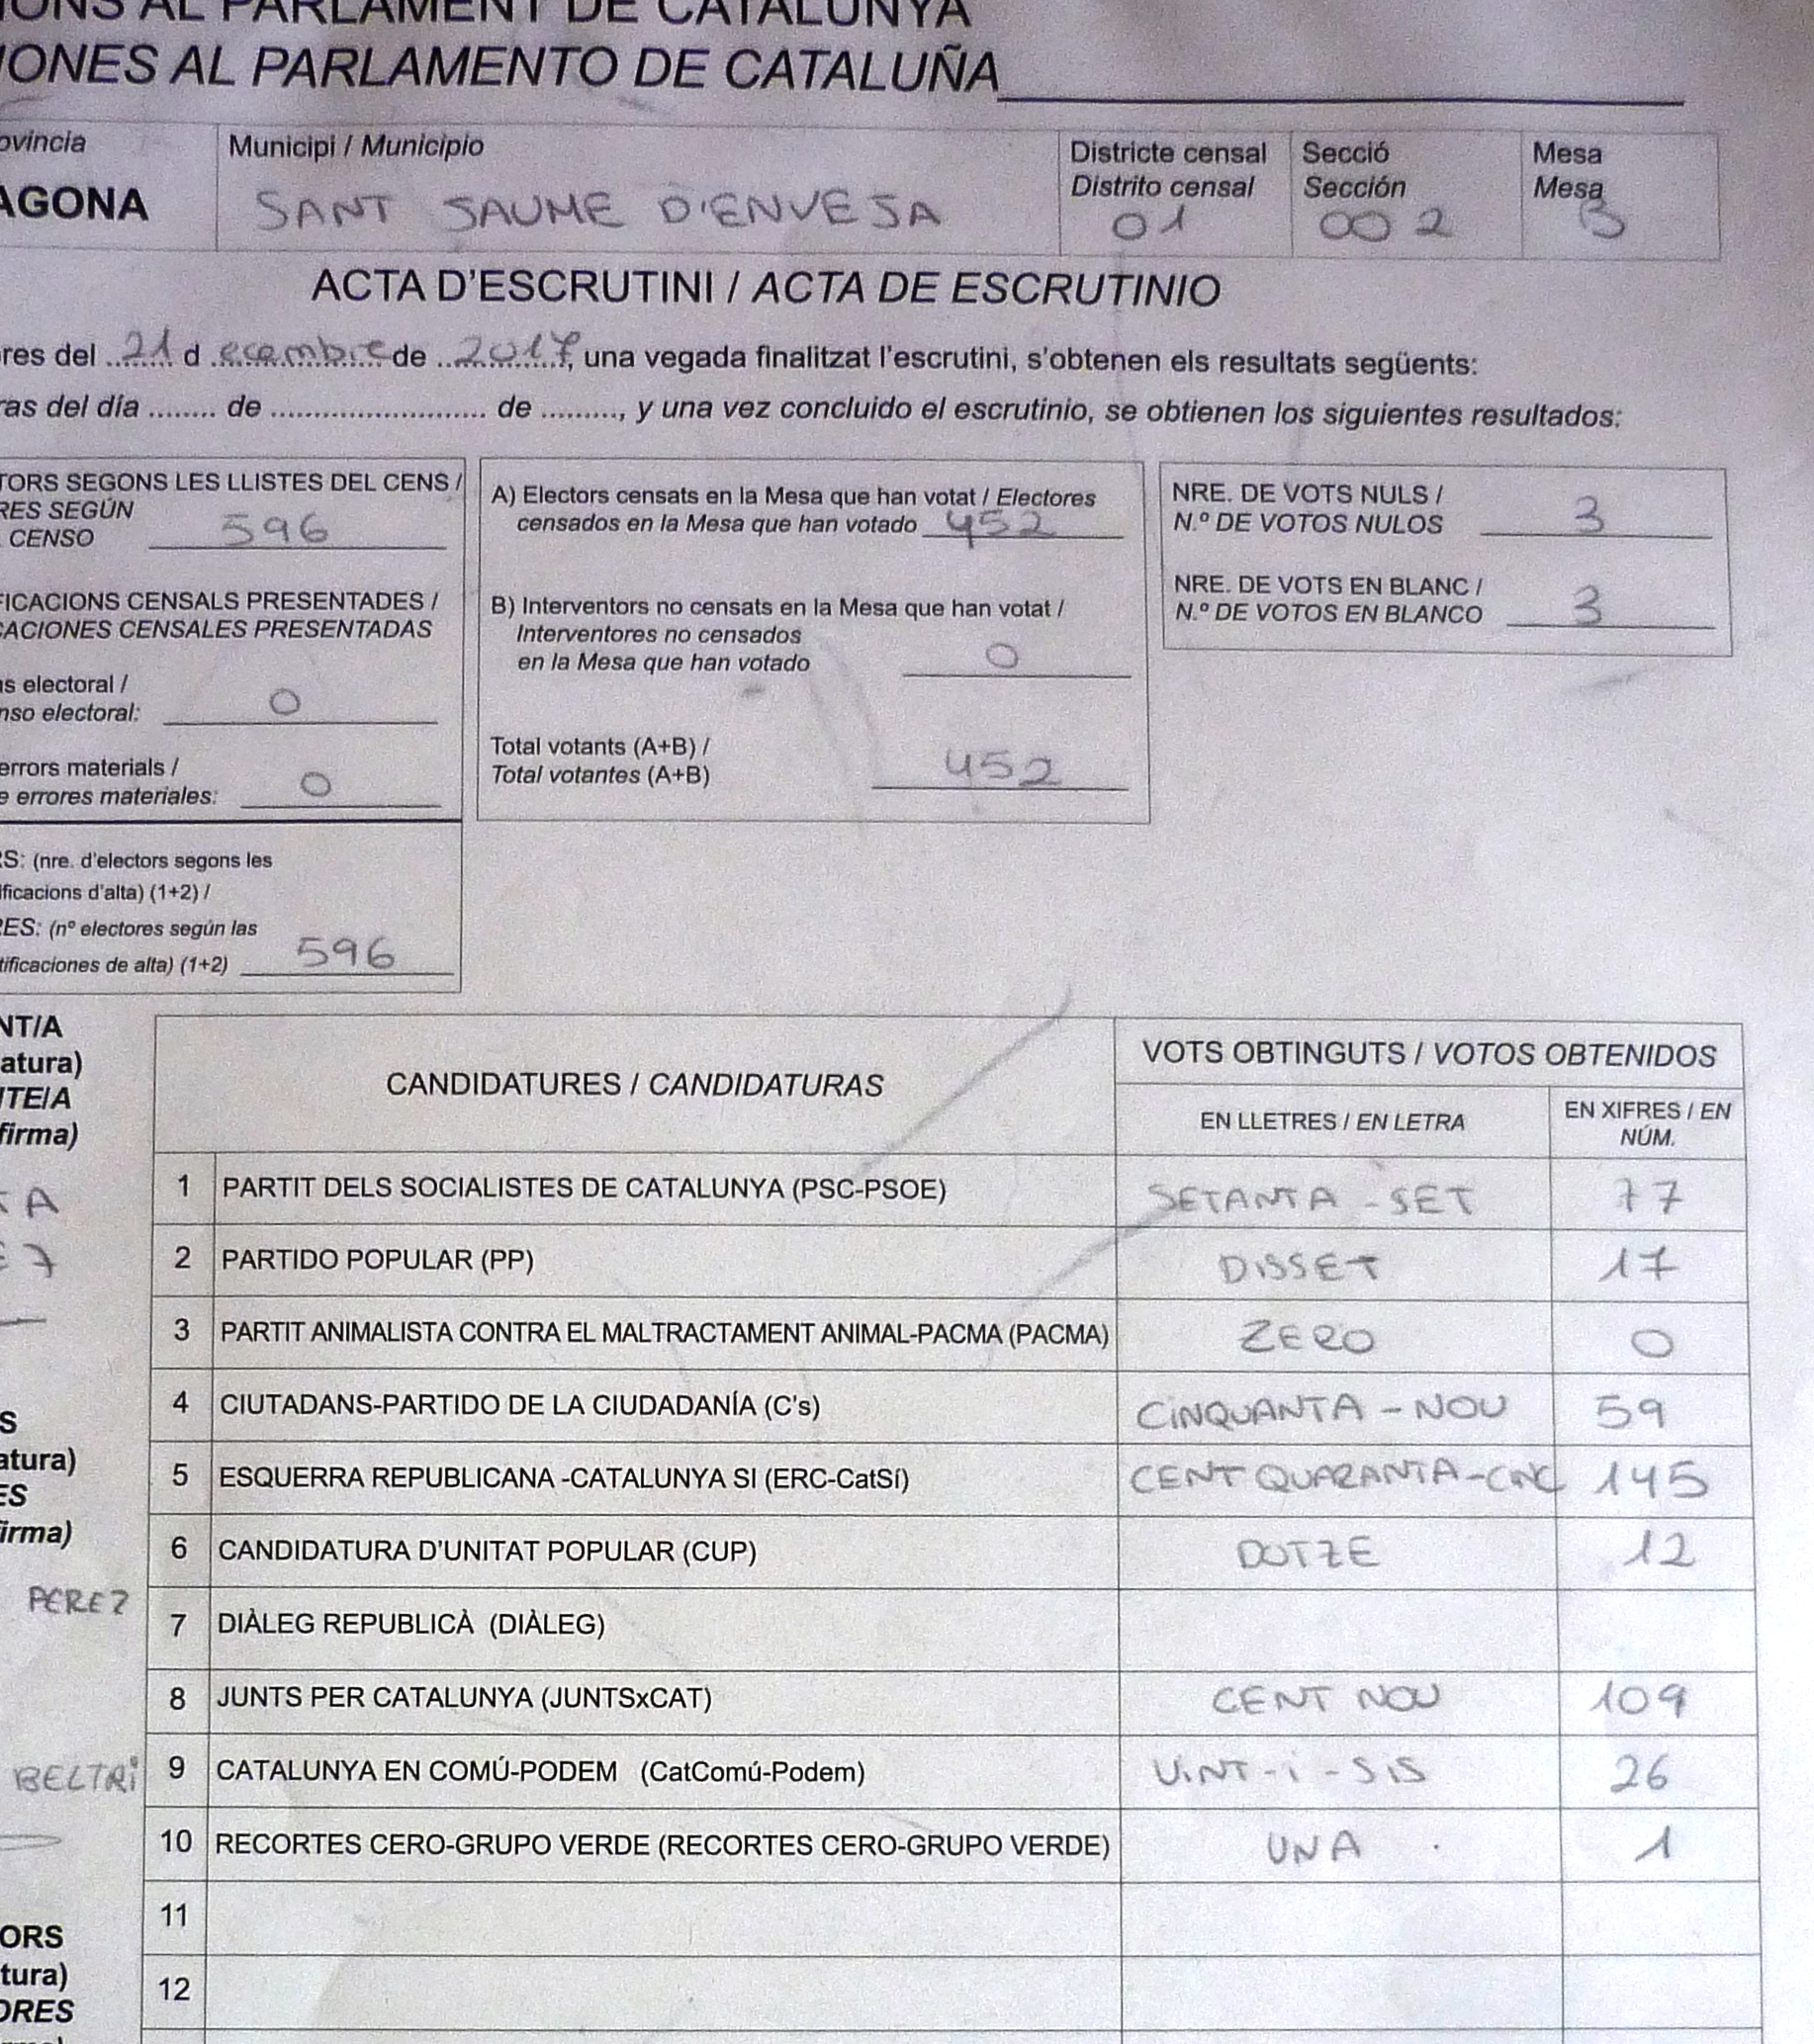 IONS AL PARLAMENT DE CATALUNYA
IONES AL PARLAMENTO DE CATALUÑA
ovincia
AGONA
Municipi / Municipio
SANT JAUME D'ENVEJA
Districte censal
Distrito censal
01
Secció
Sección
002
Mesa
Mesa
B
ACTA D'ESCRUTINI / ACTA DE ESCRUTINIO
res del 21 d ecembre de 2017, una vegada finalitzat l'escrutini, s'obtenen els resultats següents:
ras del día ........ de ........................ de ........., y una vez concluido el escrutinio, se obtienen los siguientes resultados:
TORS SEGONS LES LLISTES DEL CENS /
RES SEGÚN
CENSO 596
FICACIONS CENSALS PRESENTADES /
CACIONES CENSALES PRESENTADAS
ns electoral /
nso electoral: 0
errors materials /
e errores materiales: 0
RS: (nre. d'electors segons les
ificacions d'alta) (1+2) /
RES: (nº electores según las
tificaciones de alta) (1+2) 596
A) Electors censats en la Mesa que han votat / Electores
censados en la Mesa que han votado 452
B) Interventors no censats en la Mesa que han votat /
Interventores no censados
en la Mesa que han votado 0
Total votants (A+B) /
Total votantes (A+B) 452
NRE. DE VOTS NULS /
N.º DE VOTOS NULOS 3
NRE. DE VOTS EN BLANC /
N.º DE VOTOS EN BLANCO 3
NT/A
atura)
NTE/A
firma)
TA
E7
S
atura)
ES
firma)
PEREZ
BELTRi
ORS
tura)
ORES
CANDIDATURES / CANDIDATURAS
VOTS OBTINGUTS / VOTOS OBTENIDOS
EN LLETRES / EN LETRA
EN XIFRES / EN
NÚM.
1 PARTIT DELS SOCIALISTES DE CATALUNYA (PSC-PSOE) SETANTA - SET 77
2 PARTIDO POPULAR (PP) DISSET 17
3 PARTIT ANIMALISTA CONTRA EL MALTRACTAMENT ANIMAL-PACMA (PACMA) ZERO 0
4 CIUTADANS-PARTIDO DE LA CIUDADANÍA (C's) CINQUANTA - NOU 59
5 ESQUERRA REPUBLICANA -CATALUNYA SI (ERC-CatSí) CENT QUARANTA-CINC 145
6 CANDIDATURA D'UNITAT POPULAR (CUP) DOTZE 12
7 DIÀLEG REPUBLICÀ (DIÀLEG)
8 JUNTS PER CATALUNYA (JUNTSxCAT) CENT NOU 109
9 CATALUNYA EN COMÚ-PODEM (CatComú-Podem) VINT-i-SiS 26
10 RECORTES CERO-GRUPO VERDE (RECORTES CERO-GRUPO VERDE) UNA 1
11
12